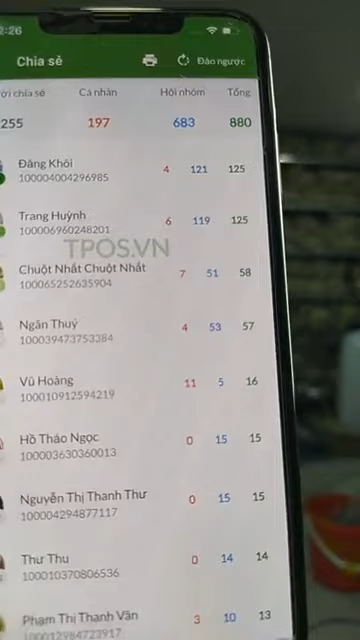 2:26
Chia sẻ Đảo ngược
ời chia sẻ Cá nhân Hội nhóm Tổng
255 197 683 880
Đăng Khôi 4 121 125
100004004296985
Trang Huỳnh 6 119 125
100006960248201
TPOS.VN
Chuột Nhắt Chuột Nhắt 7 51 58
100065252635904
Ngân Thuỳ 4 53 57
100039473753384
Vũ Hoàng 11 5 16
100010912594219
Hồ Thảo Ngọc 0 15 15
100003630360013
Nguyễn Thị Thanh Thư 0 15 15
100004294877117
Thư Thu 0 14 14
100010370806536
Phạm Thị Thanh Vân 3 10 13
100012984723917